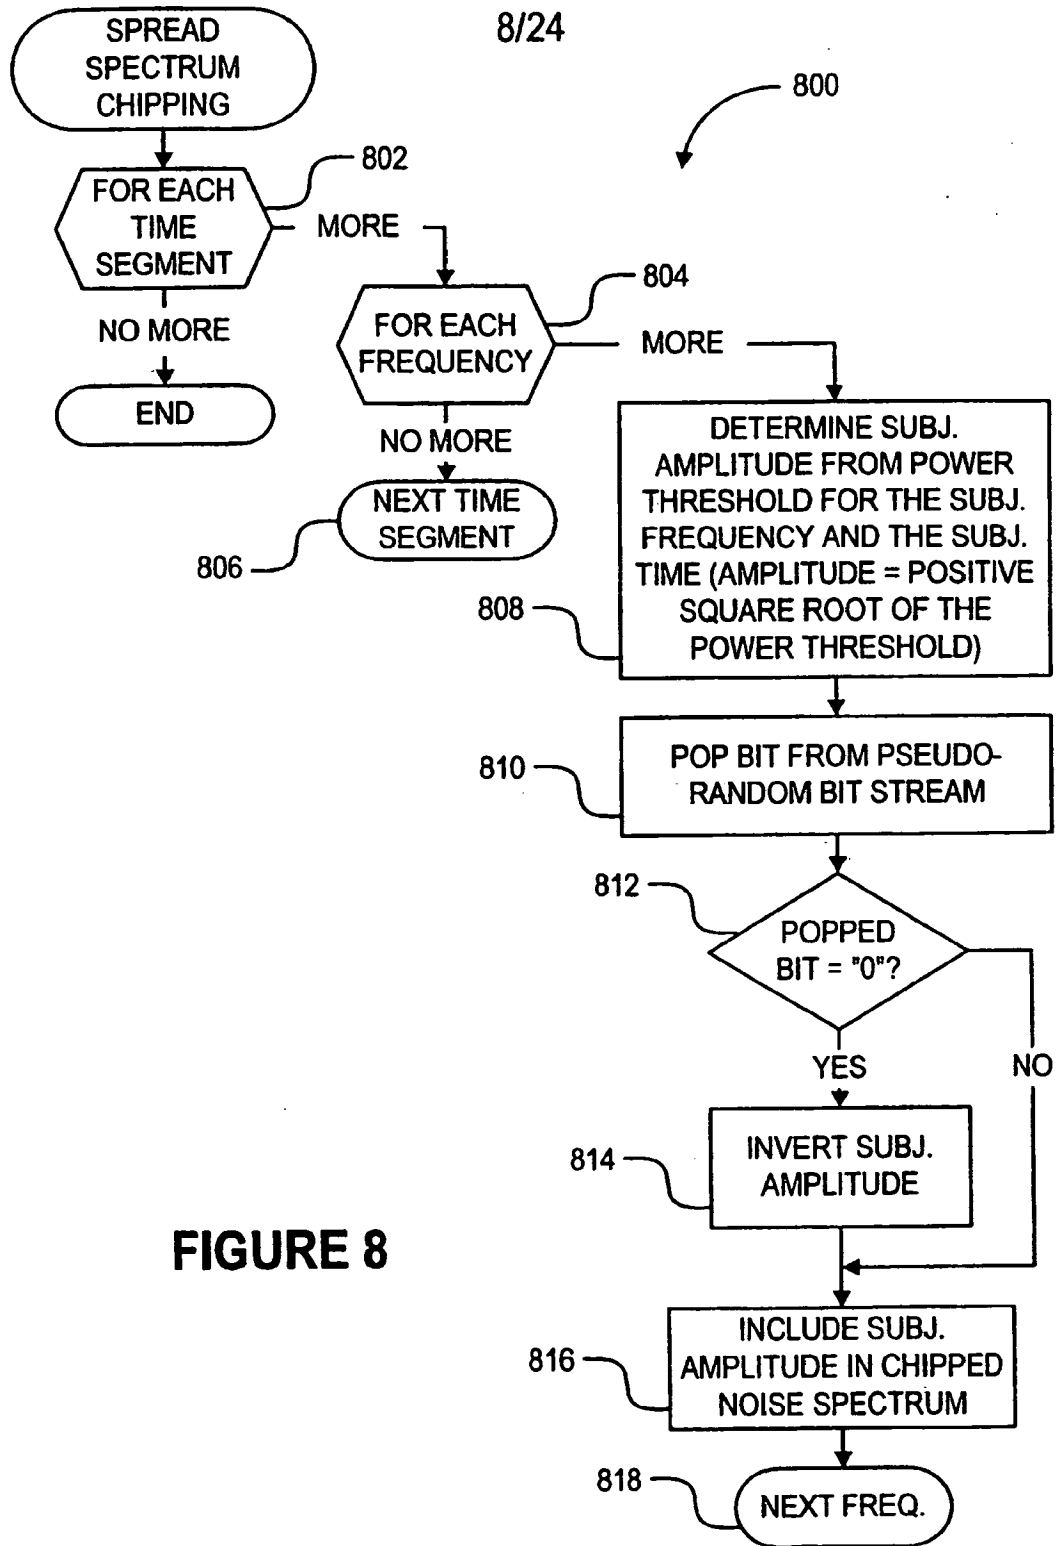 8/24
SPREAD
SPECTRUM
CHIPPING
800
802
FOR EACH
TIME
SEGMENT
MORE
NO MORE
END
804
FOR EACH
FREQUENCY
MORE
NO MORE
NEXT TIME
SEGMENT
806
DETERMINE SUBJ.
AMPLITUDE FROM POWER
THRESHOLD FOR THE SUBJ.
FREQUENCY AND THE SUBJ.
TIME (AMPLITUDE = POSITIVE
SQUARE ROOT OF THE
POWER THRESHOLD)
808
810
POP BIT FROM PSEUDO-
RANDOM BIT STREAM
812
POPPED
BIT = "0"?
YES
NO
814
INVERT SUBJ.
AMPLITUDE
FIGURE 8
816
INCLUDE SUBJ.
AMPLITUDE IN CHIPPED
NOISE SPECTRUM
818
NEXT FREQ.